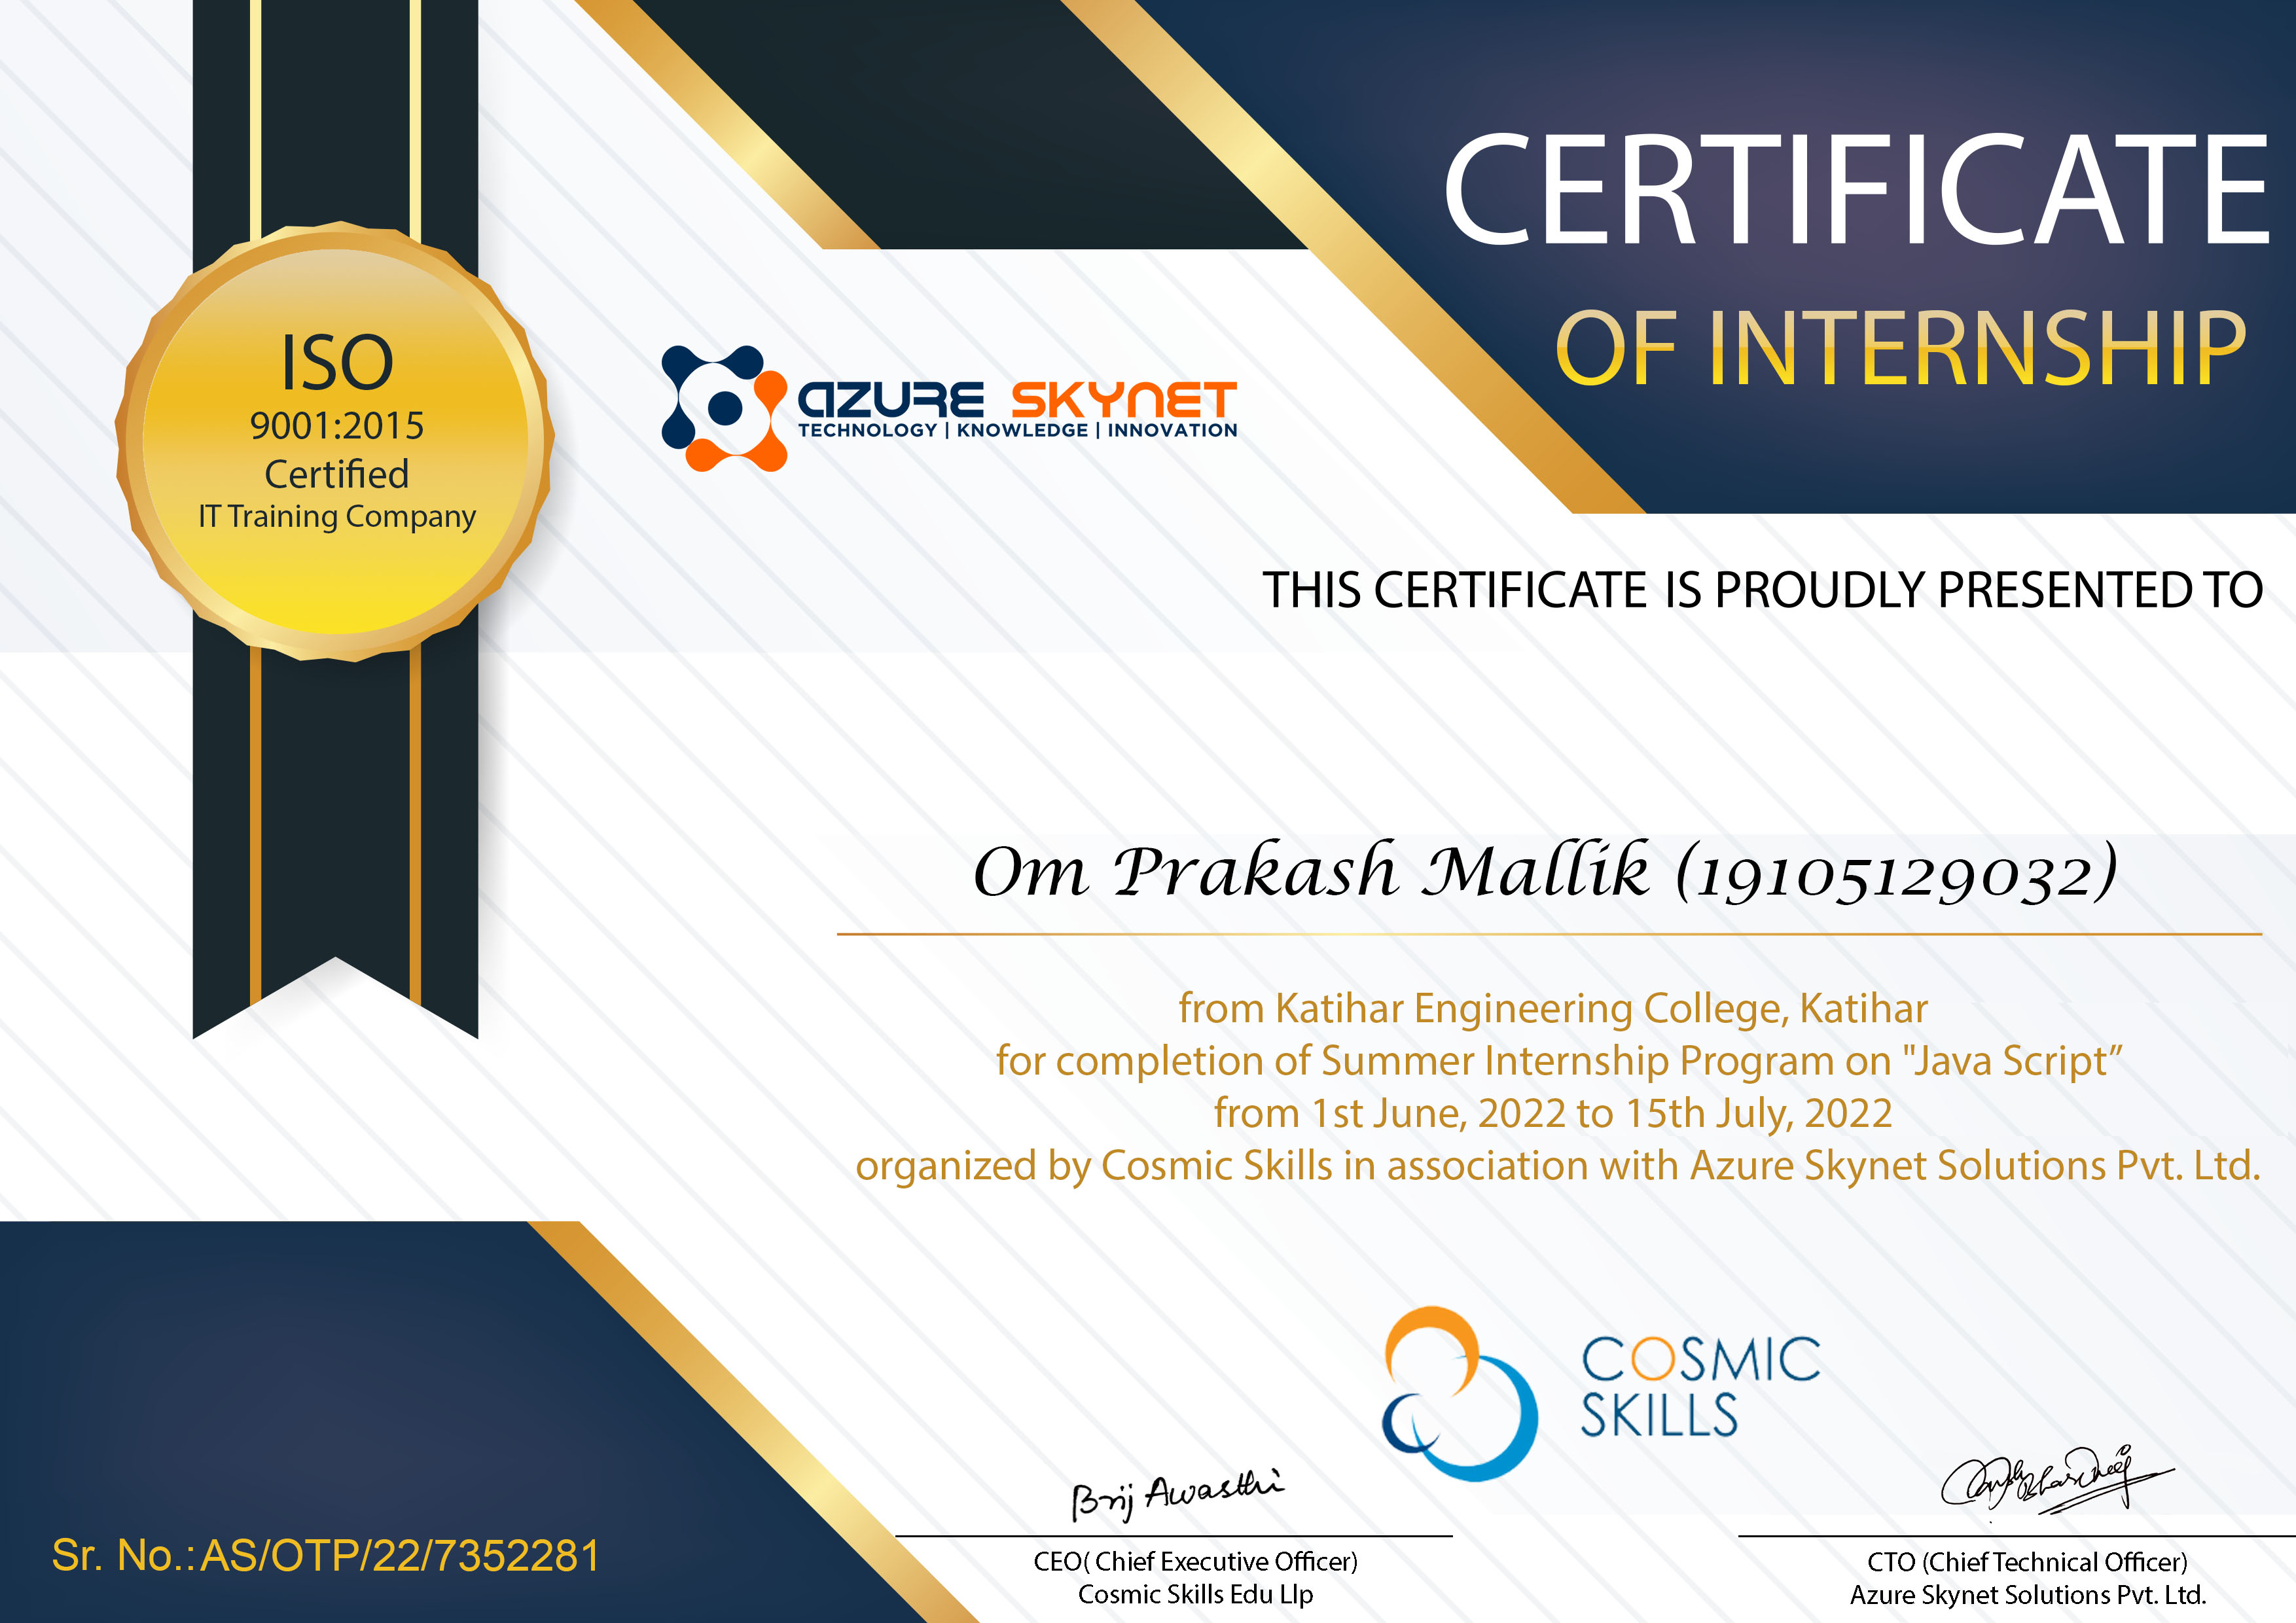 CERTIFICATE
OF INTERNSHIP
ISO
9001:2015
Certified
IT Training Company
AZURE SKYNET
TECHNOLOGY | KNOWLEDGE | INNOVATION
THIS CERTIFICATE IS PROUDLY PRESENTED TO
Om Prakash Mallik (19105129032)
from Katihar Engineering College, Katihar
for completion of Summer Internship Program on "Java Script”
from 1st June, 2022 to 15th July, 2022
organized by Cosmic Skills in association with Azure Skynet Solutions Pvt. Ltd.
COSMIC
SKILLS
Brij Awasthi
CEO( Chief Executive Officer)
Cosmic Skills Edu Llp
CTO (Chief Technical Officer)
Azure Skynet Solutions Pvt. Ltd.
Sr. No.: AS/OTP/22/7352281